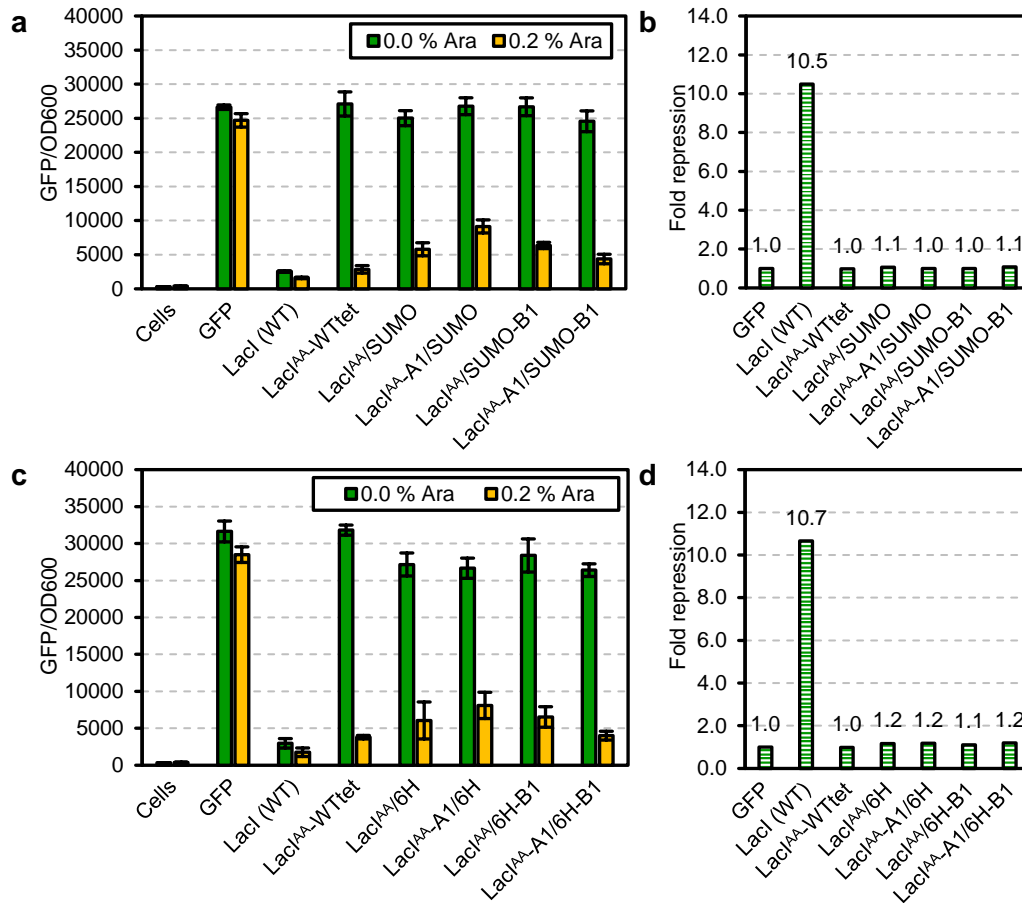 a
40000
35000
30000
25000
20000
15000
10000
5000
0
GFP/OD600
0.0 % Ara 0.2 % Ara
Cells
GFP
LacI (WT)
LacI^AA-WTtet
LacI^AA/SUMO
LacI^AA-A1/SUMO
LacI^AA/SUMO-B1
LacI^AA-A1/SUMO-B1
b
14.0
12.0
10.0
8.0
6.0
4.0
2.0
0.0
Fold repression
1.0 10.5 1.0 1.1 1.0 1.0 1.1
GFP
LacI (WT)
LacI^AA-WTtet
LacI^AA/SUMO
LacI^AA-A1/SUMO
LacI^AA/SUMO-B1
LacI^AA-A1/SUMO-B1
c
40000
35000
30000
25000
20000
15000
10000
5000
0
GFP/OD600
0.0 % Ara 0.2 % Ara
Cells
GFP
LacI (WT)
LacI^AA-WTtet
LacI^AA/6H
LacI^AA-A1/6H
LacI^AA/6H-B1
LacI^AA-A1/6H-B1
d
14.0
12.0
10.0
8.0
6.0
4.0
2.0
0.0
Fold repression
1.0 10.7 1.0 1.2 1.2 1.1 1.2
GFP
LacI (WT)
LacI^AA-WTtet
LacI^AA/6H
LacI^AA-A1/6H
LacI^AA/6H-B1
LacI^AA-A1/6H-B1